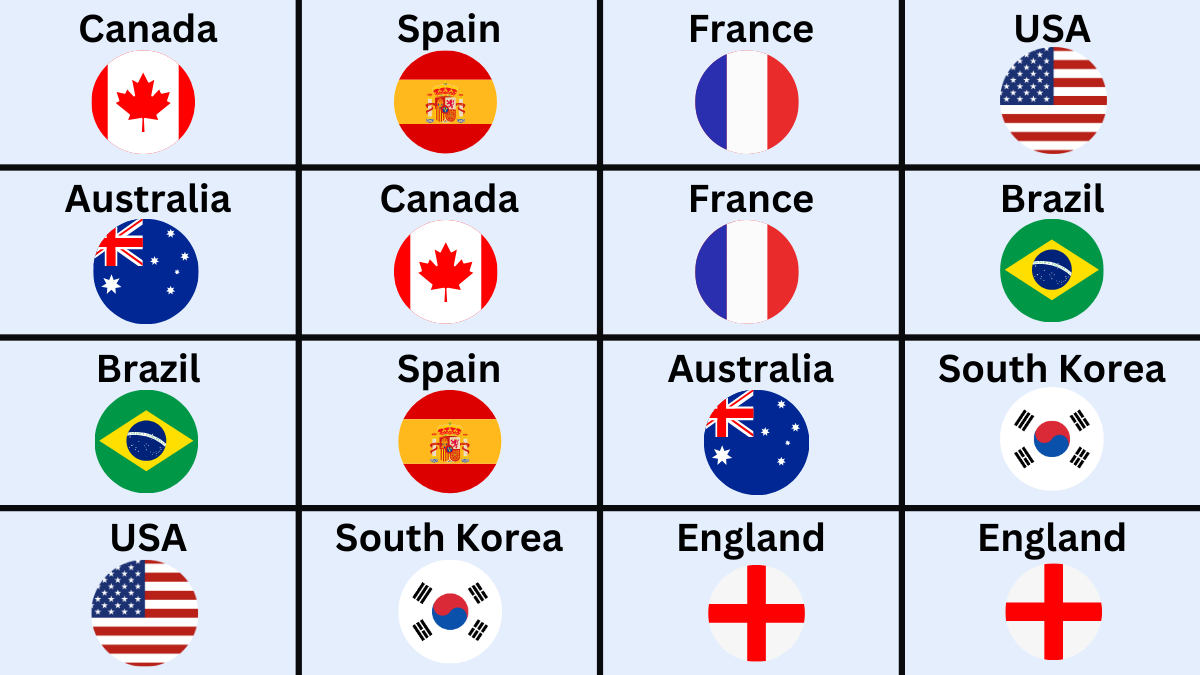 Canada
Spain
France
USA
Australia
Canada
France
Brazil
Brazil
Spain
Australia
South Korea
USA
South Korea
England
England